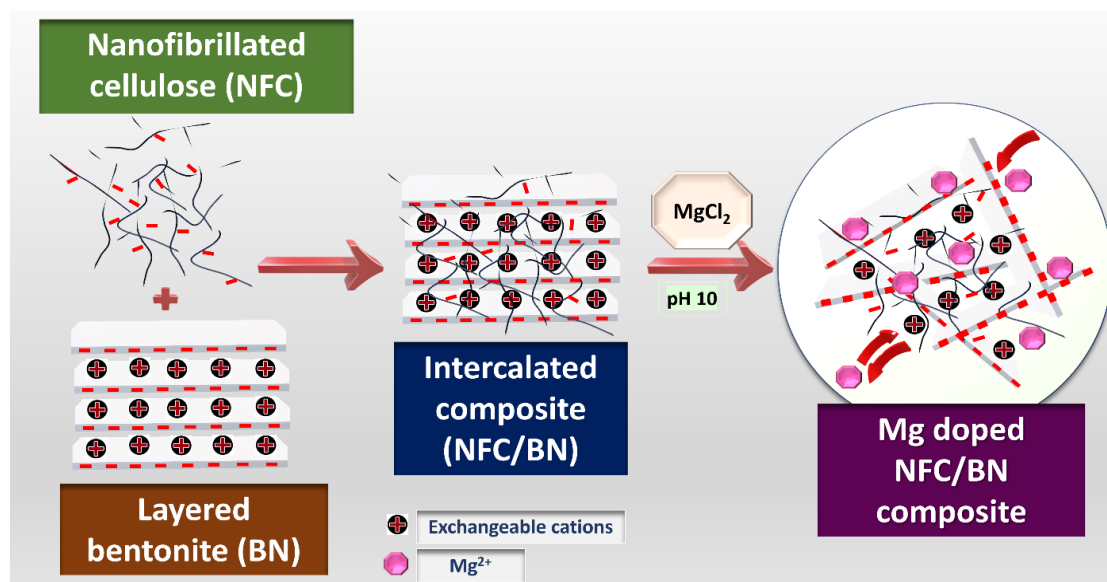 Nanofibrillated
cellulose (NFC)
Layered
bentonite (BN)
Intercalated
composite
(NFC/BN)
MgCl₂
pH 10
Mg doped
NFC/BN
composite
Exchangeable cations
Mg²⁺